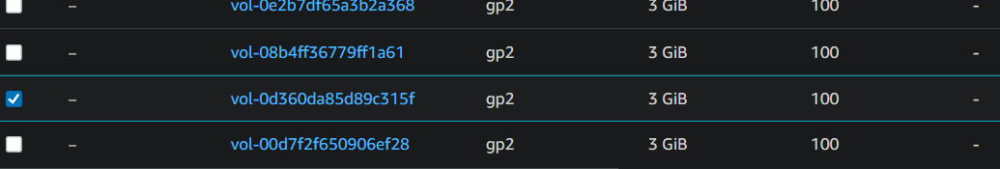 – vol-0e2b7df65a3b2a368 gp2 3 GiB 100 -
– vol-08b4ff36779ff1a61 gp2 3 GiB 100 -
– vol-0d360da85d89c315f gp2 3 GiB 100 -
– vol-00d7f2f650906ef28 gp2 3 GiB 100 -